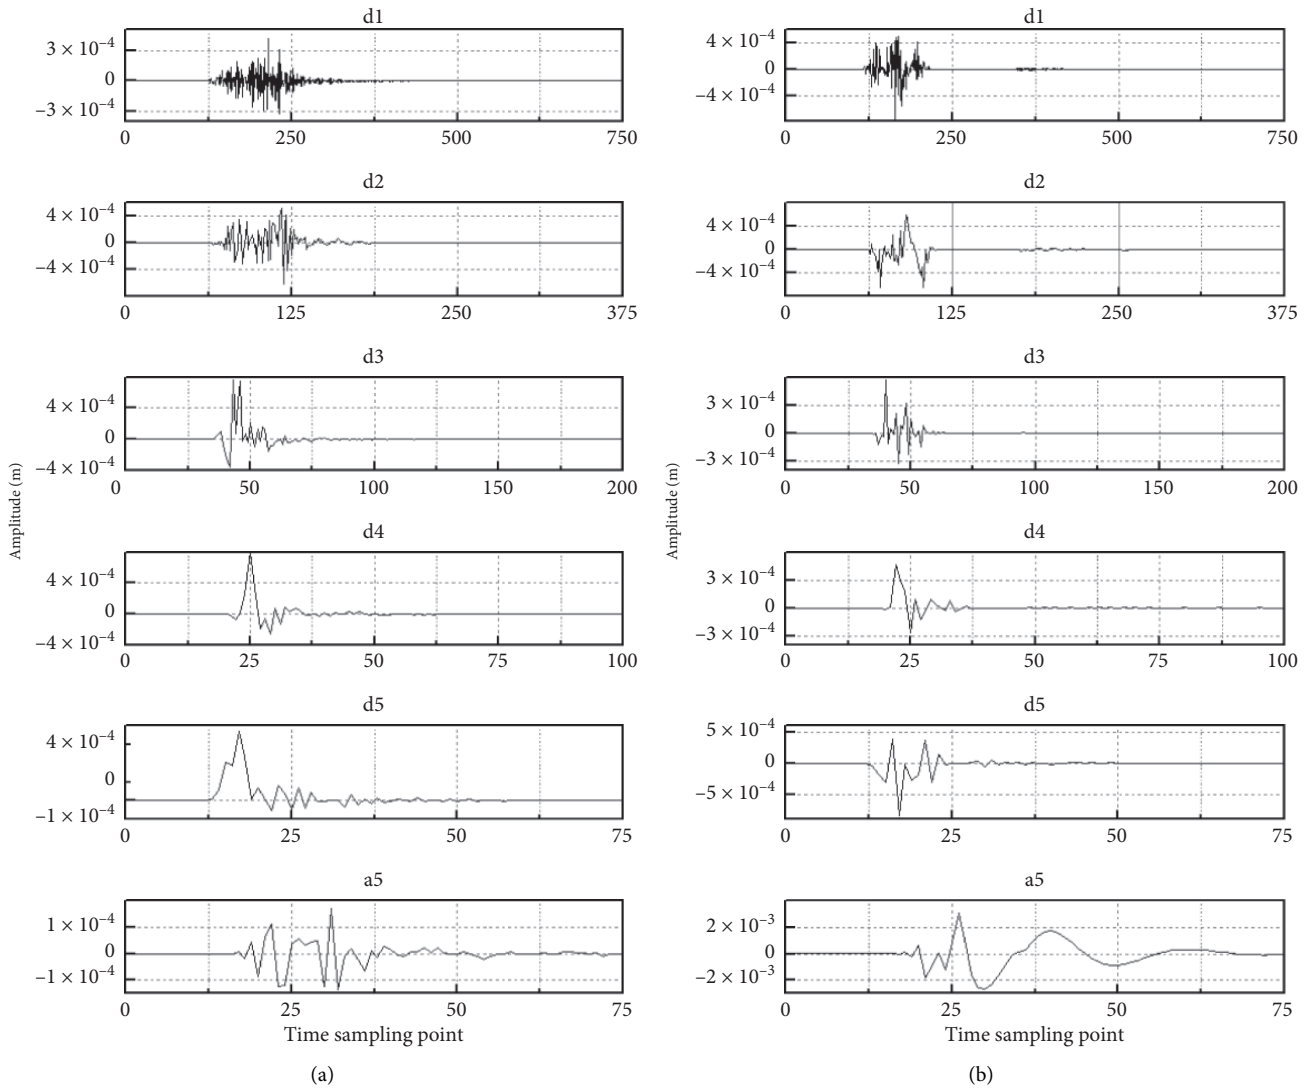 d1
3 × 10⁻⁴
0
−3 × 10⁻⁴
0 250 500 750
d2
4 × 10⁻⁴
0
−4 × 10⁻⁴
0 125 250 375
d3
4 × 10⁻⁴
0
−4 × 10⁻⁴
0 50 100 150 200
d4
4 × 10⁻⁴
0
−4 × 10⁻⁴
0 25 50 75 100
d5
4 × 10⁻⁴
0
−1 × 10⁻⁴
0 25 50 75
a5
1 × 10⁻⁴
0
−1 × 10⁻⁴
0 25 50 75
Amplitude (m)
Time sampling point
(a)
d1
4 × 10⁻⁴
0
−4 × 10⁻⁴
0 250 500 750
d2
4 × 10⁻⁴
0
−4 × 10⁻⁴
0 125 250 375
d3
3 × 10⁻⁴
0
−3 × 10⁻⁴
0 50 100 150 200
d4
3 × 10⁻⁴
0
−3 × 10⁻⁴
0 25 50 75 100
d5
5 × 10⁻⁴
0
−5 × 10⁻⁴
0 25 50 75
a5
2 × 10⁻³
0
−2 × 10⁻³
0 25 50 75
Amplitude (m)
Time sampling point
(b)